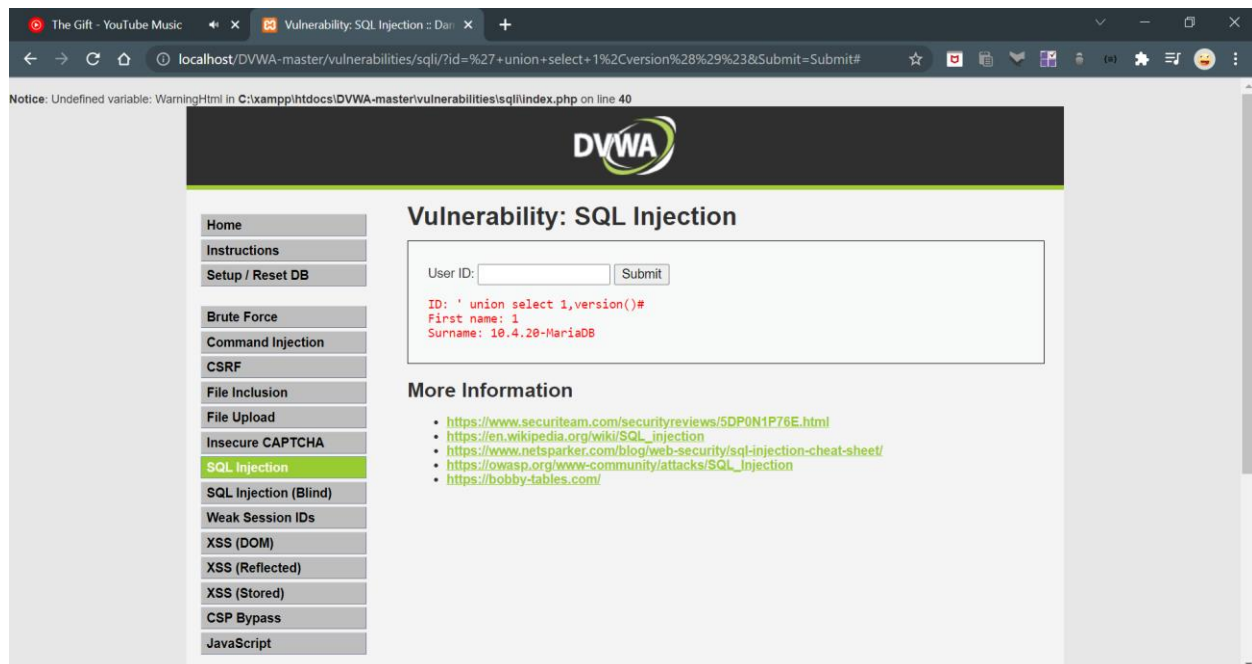 The Gift - YouTube Music
Vulnerability: SQL Injection :: Dan
localhost/DVWA-master/vulnerabilities/sqli/?id=%27+union+select+1%2Cversion%28%29%23&Submit=Submit#
Notice: Undefined variable: WarningHtml in C:\xampp\htdocs\DVWA-master\vulnerabilities\sqli\index.php on line 40
DVWA
Home
Instructions
Setup / Reset DB
Brute Force
Command Injection
CSRF
File Inclusion
File Upload
Insecure CAPTCHA
SQL Injection
SQL Injection (Blind)
Weak Session IDs
XSS (DOM)
XSS (Reflected)
XSS (Stored)
CSP Bypass
JavaScript
Vulnerability: SQL Injection
User ID: Submit
ID: ' union select 1,version()#
First name: 1
Surname: 10.4.20-MariaDB
More Information
https://www.securiteam.com/securityreviews/5DP0N1P76E.html
https://en.wikipedia.org/wiki/SQL_injection
https://www.netsparker.com/blog/web-security/sql-injection-cheat-sheet/
https://owasp.org/www-community/attacks/SQL_Injection
https://bobby-tables.com/